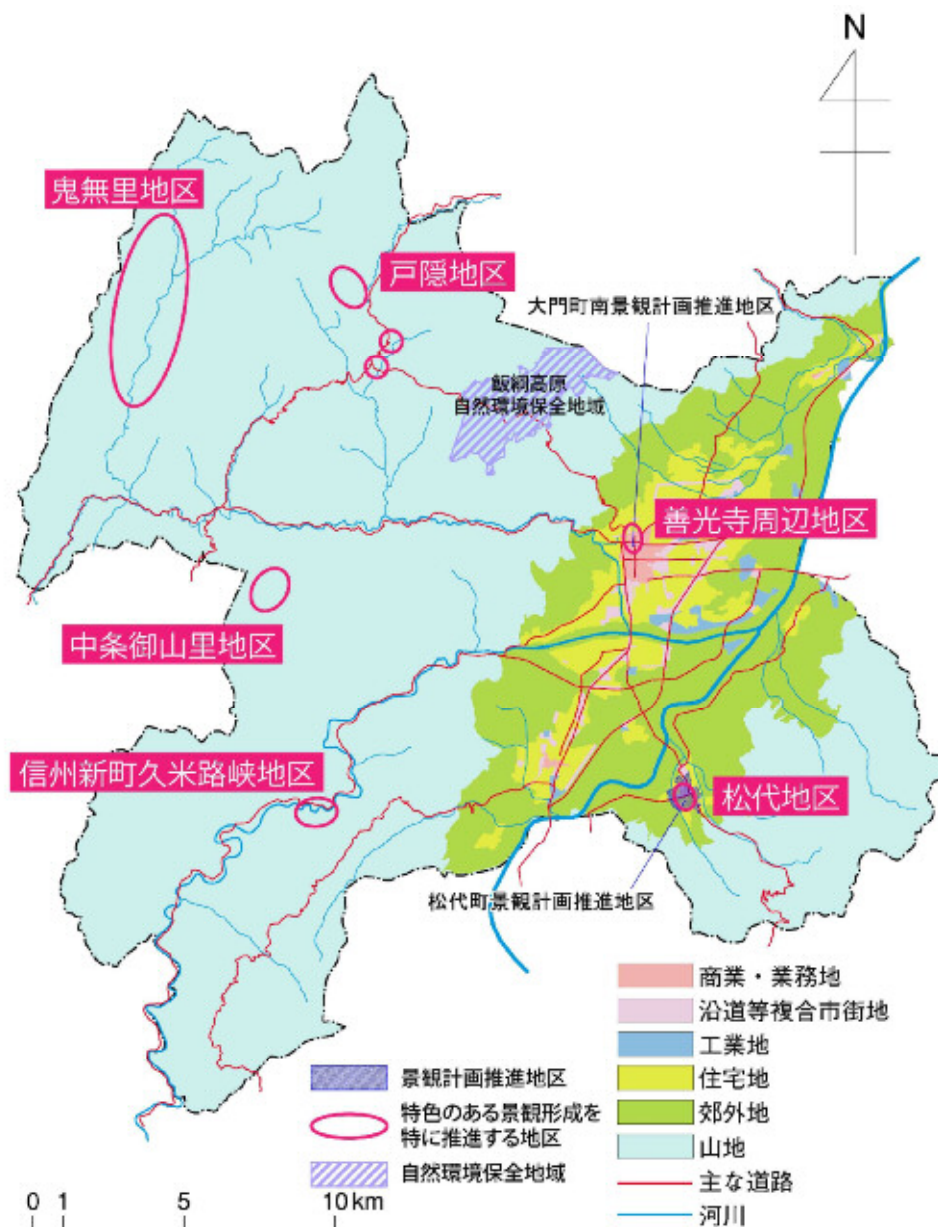 N
鬼無里地区
戸隠地区
大門町南景観計画推進地区
飯綱高原
自然環境保全地域
善光寺周辺地区
中条御山里地区
信州新町久米路峡地区
松代地区
松代町景観計画推進地区
商業・業務地
沿道等複合市街地
工業地
住宅地
郊外地
山地
主な道路
河川
景観計画推進地区
特色のある景観形成を
特に推進する地区
自然環境保全地域
0 1 5 10km